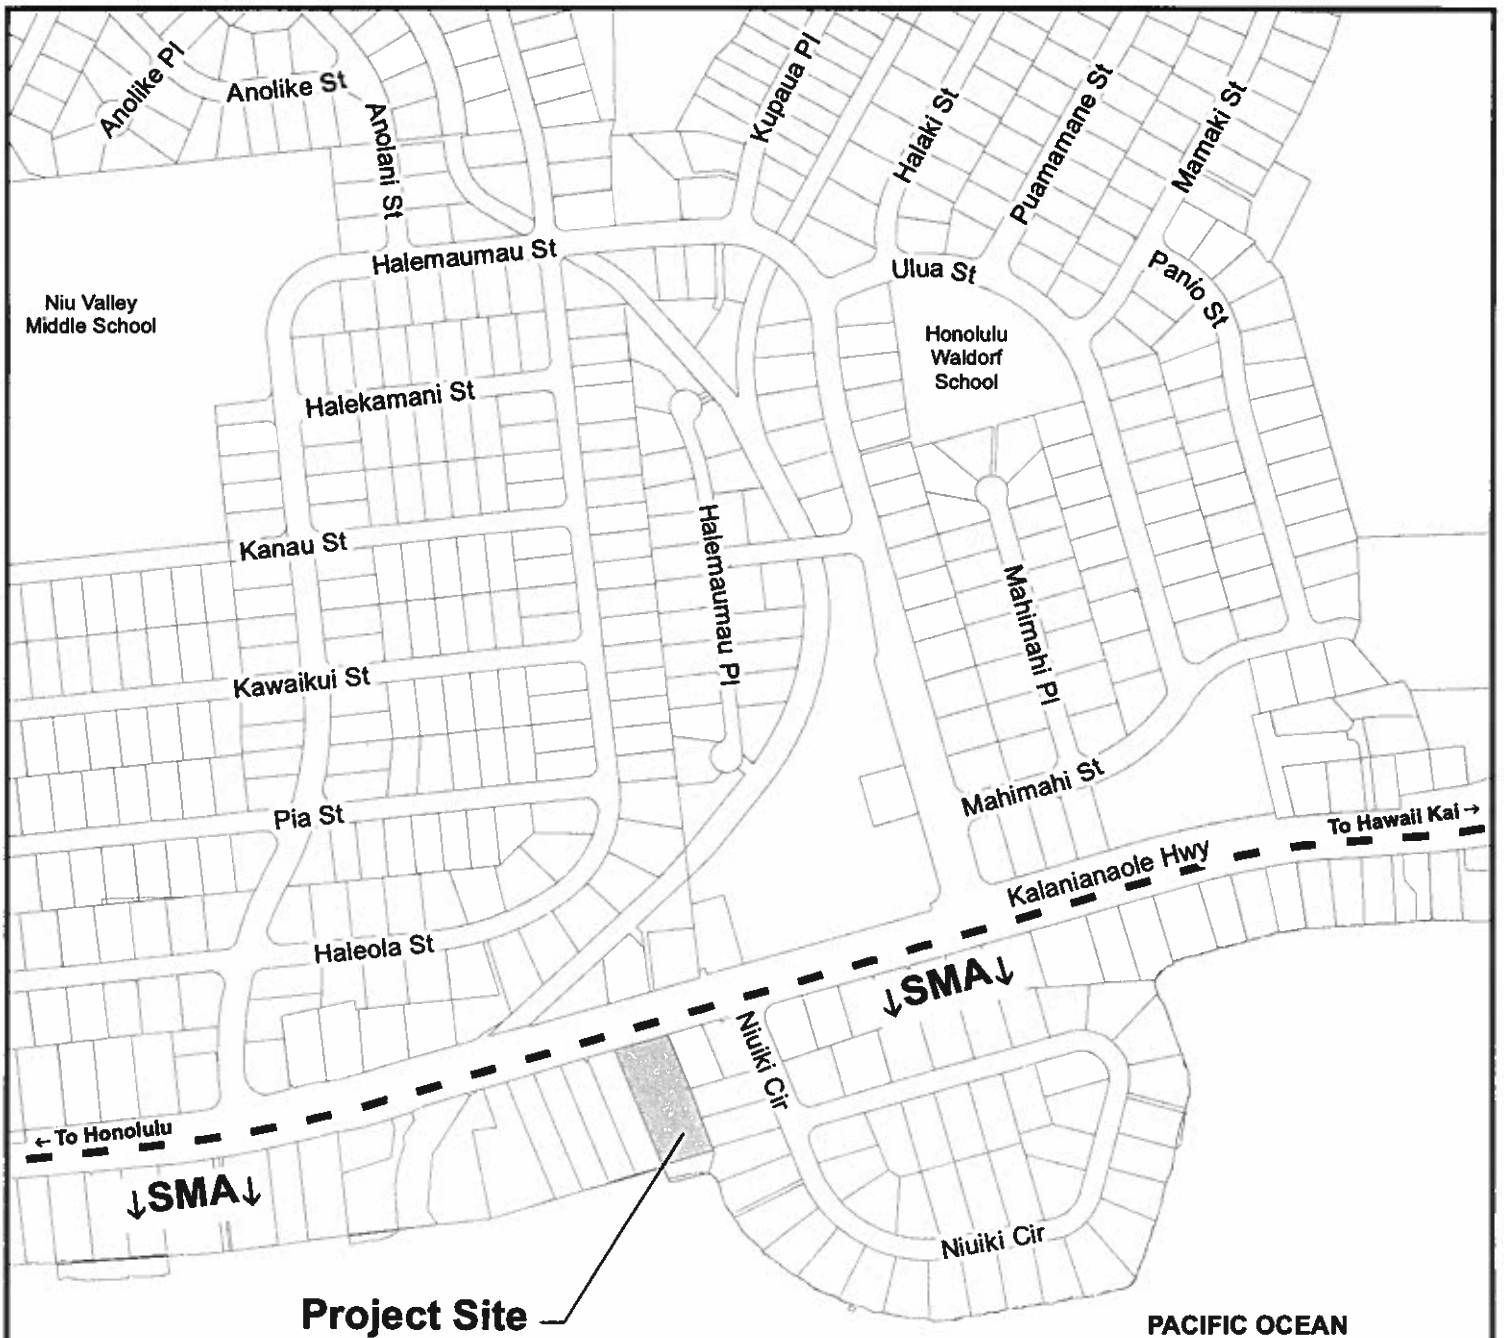 Anolike Pl
Anolike St
Anolani St
Kupaua Pl
Halaki St
Puamamane St
Mamaki St
Halemaumau St
Ulua St
Panio St
Niu Valley
Middle School
Honolulu
Waldorf
School
Halekamani St
Kanau St
Halemaumau Pl
Mahimahi Pl
Kawaikui St
Pia St
Mahimahi St
To Hawaii Kai →
Kalanianaole Hwy
Haleola St
↓SMA↓
Niuiki Cir
← To Honolulu
↓SMA↓
Niuiki Cir
Project Site
PACIFIC OCEAN